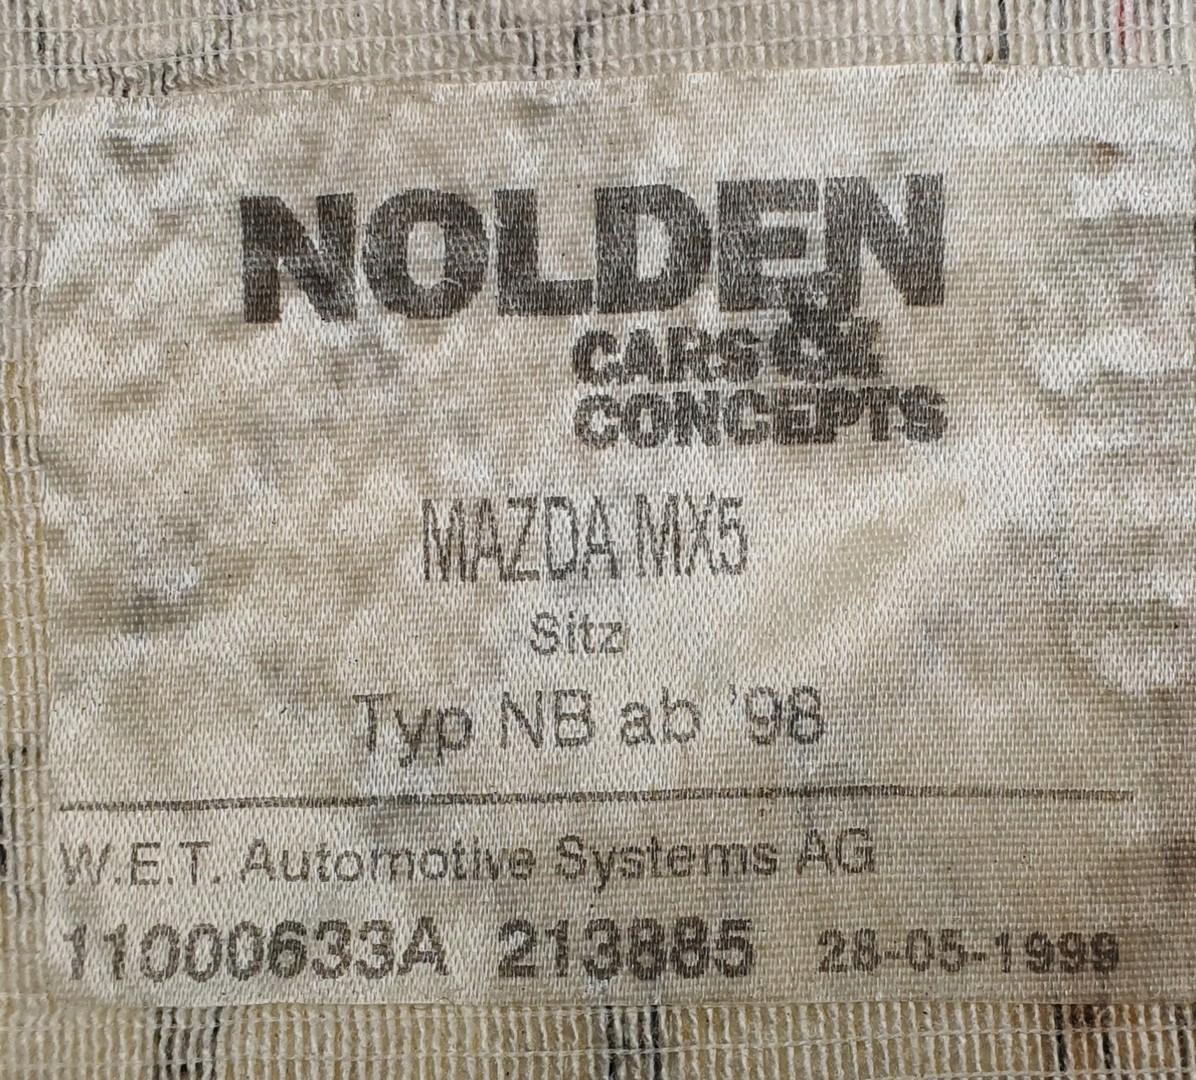 NOLDEN
CARS &
CONCEPTS
MAZDA MX5
Sitz
Typ NB ab '98
W.E.T. Automotive Systems AG
11000633A 213885 28-05-1999